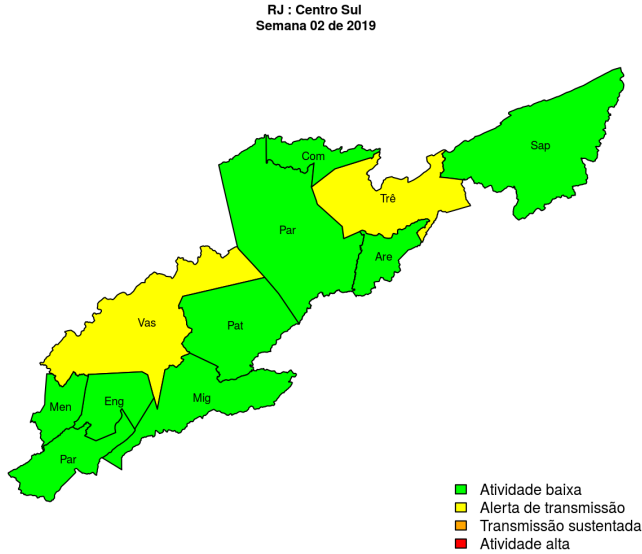 RJ : Centro Sul
Semana 02 de 2019
Sap
Com
Trê
Par
Are
Vas
Pat
Men
Eng
Mig
Par
Atividade baixa
Alerta de transmissão
Transmissão sustentada
Atividade alta